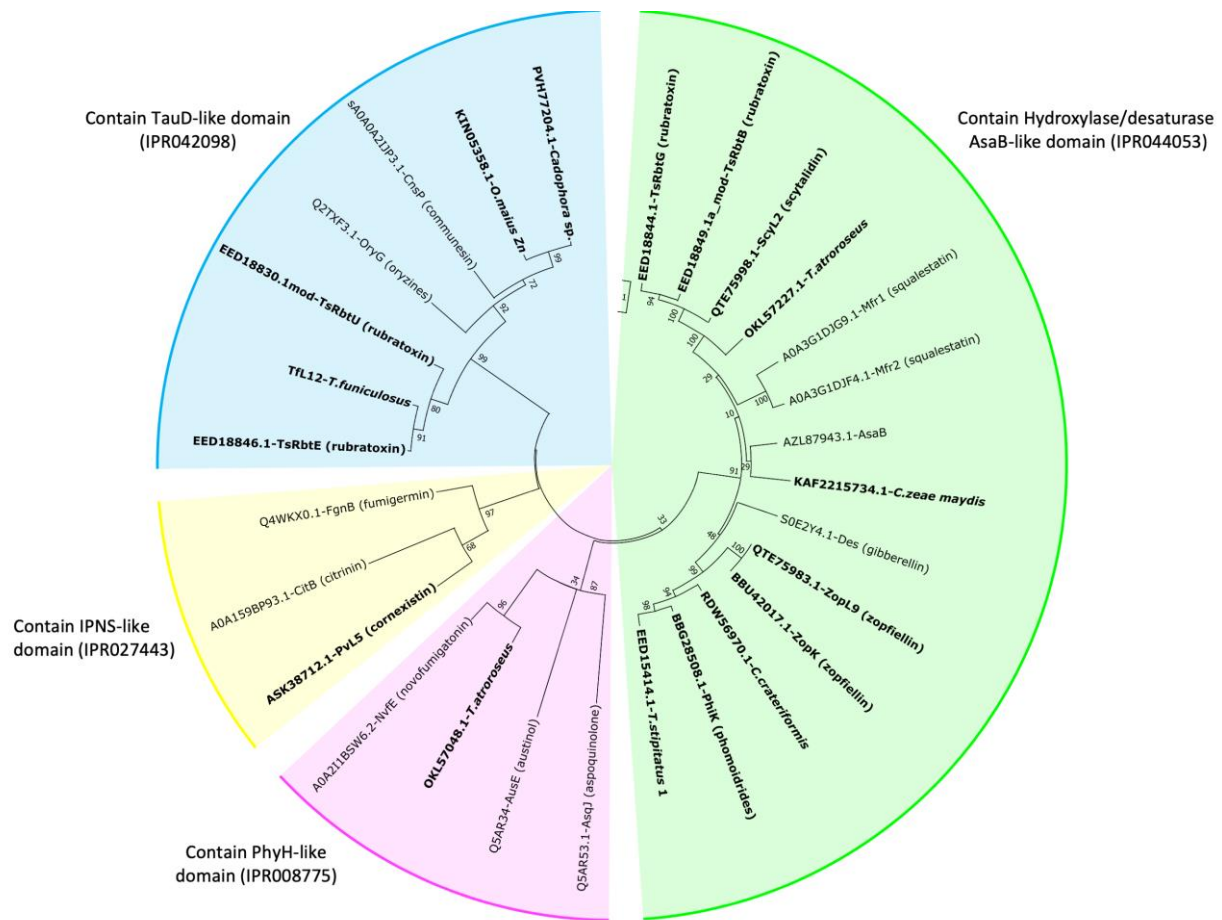 Contain TauD-like domain
(IPR042098)
sA0A0A2IJP3.1-CnsP (communesin)
KIN05358.1-O.maius Zn
PVH77204.1-Cadophora sp.
Q2TXF3.1-OryG (oryzines)
EED18830.1mod-TsRbtU (rubratoxin)
TfL12-T.funiculosus
EED18846.1-TsRbtE (rubratoxin)
99
72
92
99
80
91
Contain Hydroxylase/desaturase
AsaB-like domain (IPR044053)
EED18844.1-TsRbtG (rubratoxin)
EED18849.1a_mod-TsRbtB (rubratoxin)
QTE75998.1-ScyL2 (scytalidin)
OKL57227.1-T.atroroseus
A0A3G1DJG9.1-Mfr1 (squalestatin)
A0A3G1DJF4.1-Mfr2 (squalestatin)
AZL87943.1-AsaB
KAF2215734.1-C.zeae maydis
S0E2Y4.1-Des (gibberellin)
QTE75983.1-ZopL9 (zopfiellin)
BBU42017.1-ZopK (zopfiellin)
RDW56970.1-C.crateriformis
BBG28508.1-PhiK (phomoidrides)
EED15414.1-T.stipitatus 1
1
94
100
100
29
100
10
29
91
48
100
99
94
98
33
Contain IPNS-like
domain (IPR027443)
Q4WKX0.1-FgnB (fumigermin)
A0A159BP93.1-CitB (citrinin)
ASK38712.1-PvL5 (cornexistin)
97
68
Contain PhyH-like
domain (IPR008775)
A0A2I1BSW6.2-NvfE (novofumigatonin)
OKL57048.1-T.atroroseus
Q5AR34-AusE (austinol)
Q5AR53.1-AsqJ (aspoquinolone)
96
34
87